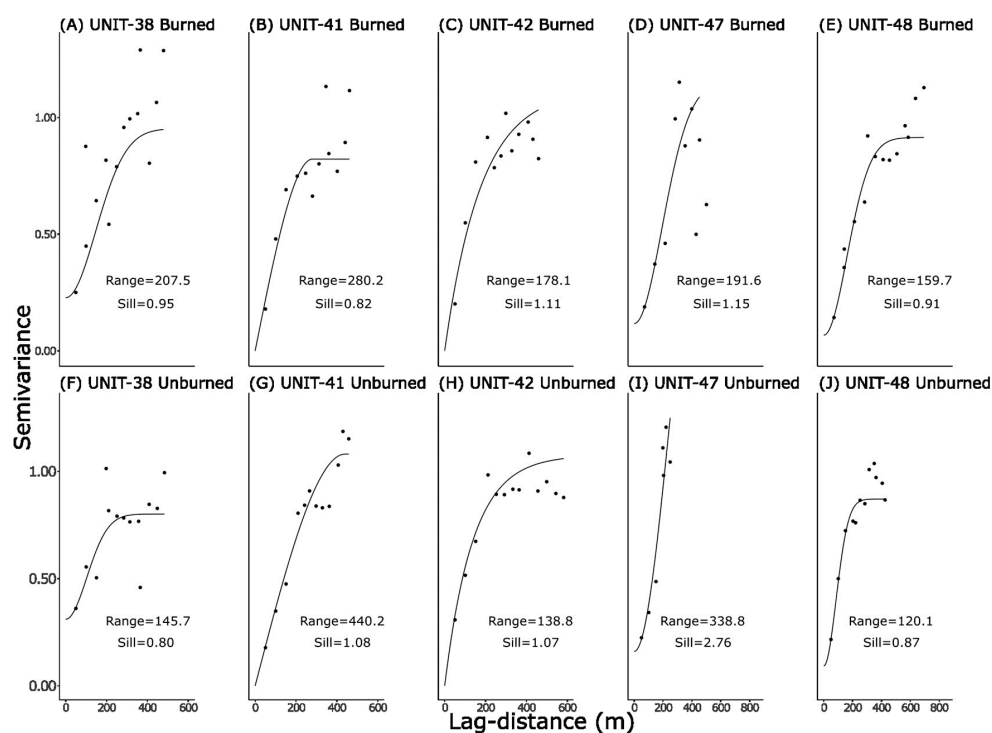 (A) UNIT-38 Burned
(B) UNIT-41 Burned
(C) UNIT-42 Burned
(D) UNIT-47 Burned
(E) UNIT-48 Burned
1.00
0.50
0.00
Range=207.5
Sill=0.95
Range=280.2
Sill=0.82
Range=178.1
Sill=1.11
Range=191.6
Sill=1.15
Range=159.7
Sill=0.91
Semivariance
(F) UNIT-38 Unburned
(G) UNIT-41 Unburned
(H) UNIT-42 Unburned
(I) UNIT-47 Unburned
(J) UNIT-48 Unburned
1.00
0.50
0.00
Range=145.7
Sill=0.80
Range=440.2
Sill=1.08
Range=138.8
Sill=1.07
Range=338.8
Sill=2.76
Range=120.1
Sill=0.87
0 200 400 600
0 200 400 600
0 200 400 600
0 200 400 600 800
0 200 400 600 800
Lag-distance (m)